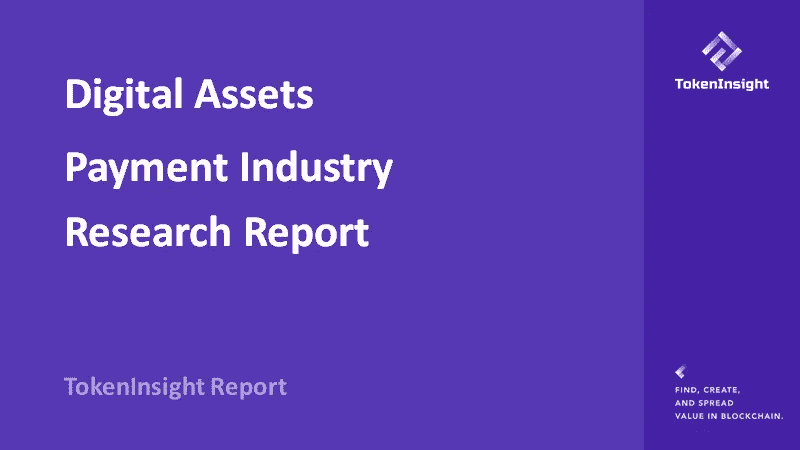 Digital Assets
Payment Industry
Research Report
TokenInsight Report
TokenInsight
FIND, CREATE,
AND SPREAD
VALUE IN BLOCKCHAIN.